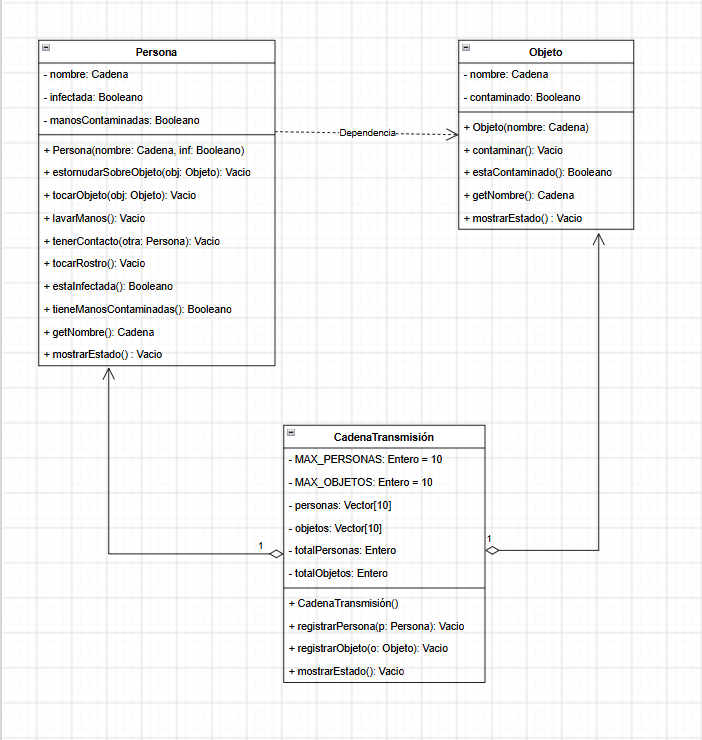 Persona
- nombre: Cadena
- infectada: Booleano
- manosContaminadas: Booleano
+ Persona(nombre: Cadena, inf: Booleano)
+ estornudarSobreObjeto(obj: Objeto): Vacio
+ tocarObjeto(obj: Objeto): Vacio
+ lavarManos(): Vacio
+ tenerContacto(otra: Persona): Vacio
+ tocarRostro(): Vacio
+ estaInfectada(): Booleano
+ tieneManosContaminadas(): Booleano
+ getNombre(): Cadena
+ mostrarEstado() : Vacio
Dependencia
Objeto
- nombre: Cadena
- contaminado: Booleano
+ Objeto(nombre: Cadena)
+ contaminar(): Vacio
+ estaContaminado(): Booleano
+ getNombre(): Cadena
+ mostrarEstado() : Vacio
CadenaTransmisión
- MAX_PERSONAS: Entero = 10
- MAX_OBJETOS: Entero = 10
- personas: Vector[10]
- objetos: Vector[10]
- totalPersonas: Entero
- totalObjetos: Entero
+ CadenaTransmisión()
+ registrarPersona(p: Persona): Vacio
+ registrarObjeto(o: Objeto): Vacio
+ mostrarEstado(): Vacio
1
1